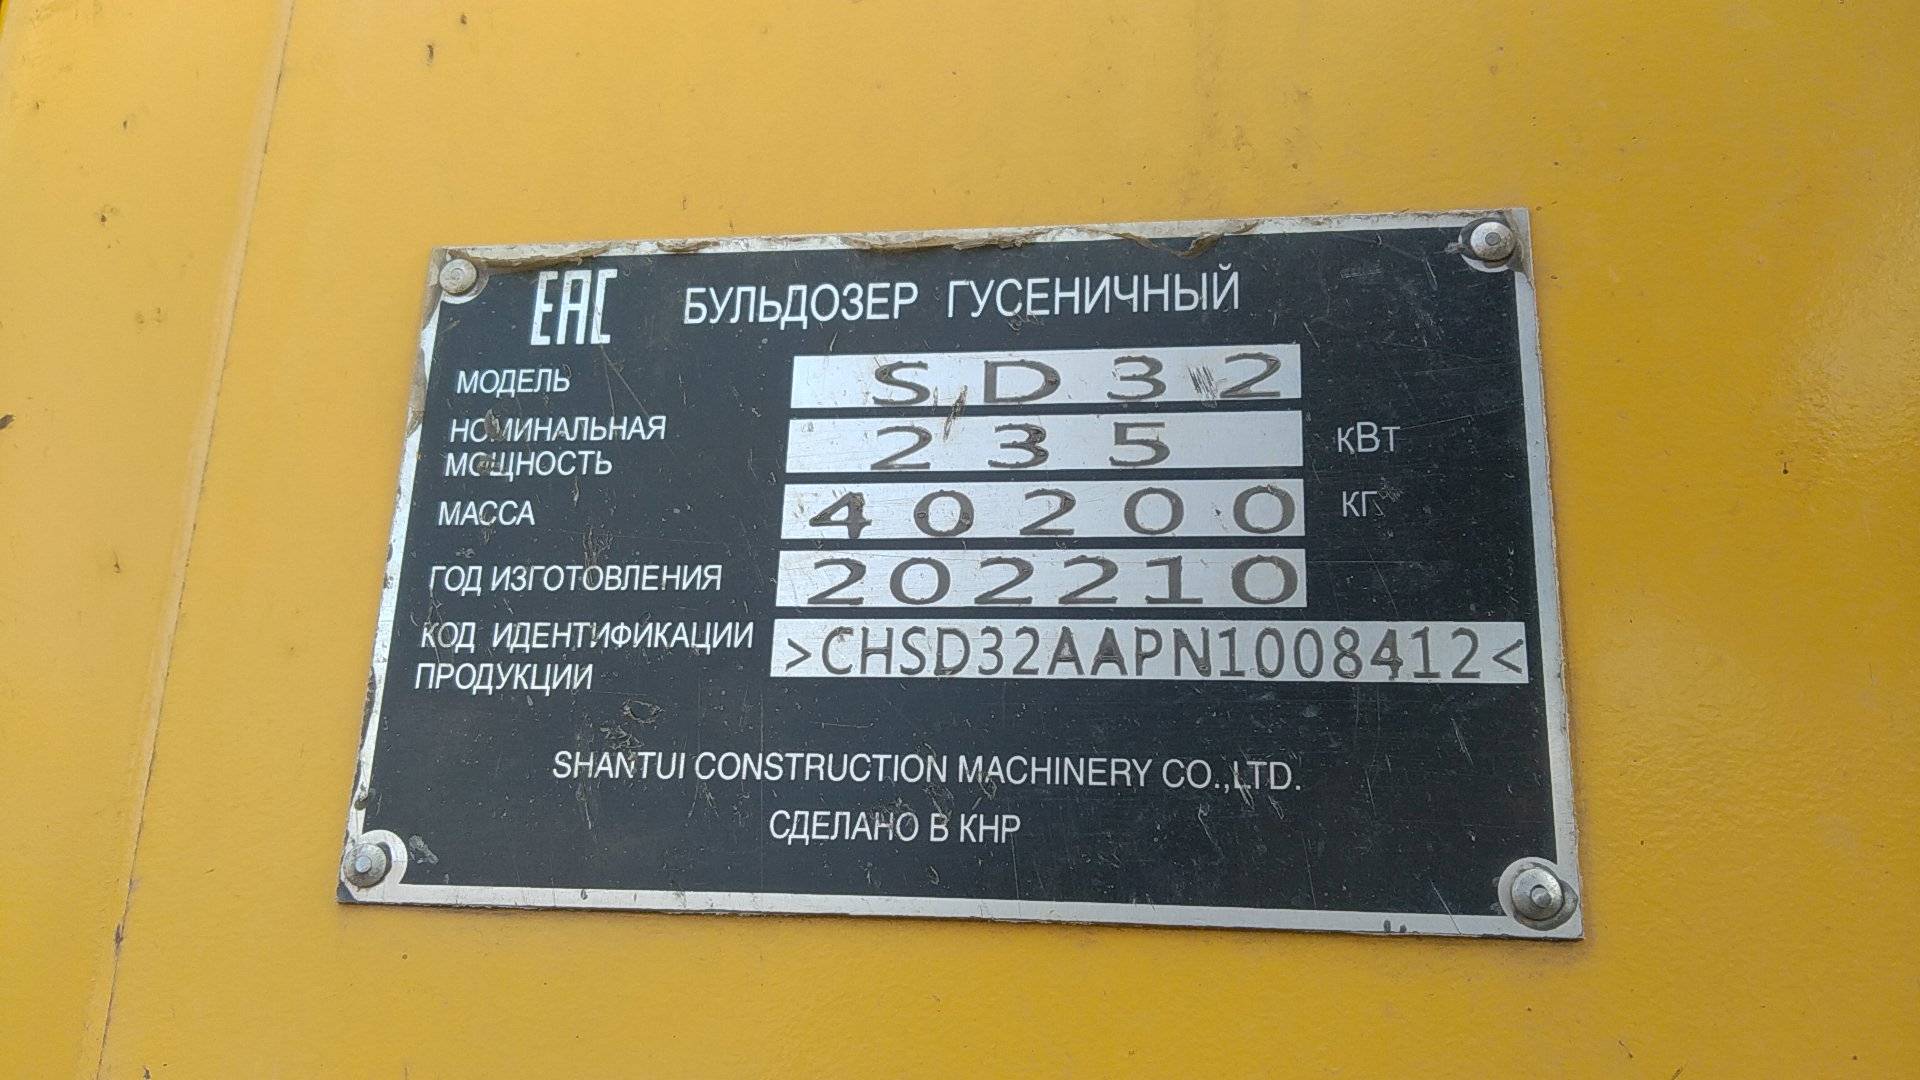 EAC БУЛЬДОЗЕР ГУСЕНИЧНЫЙ
МОДЕЛЬ SD32
НОМИНАЛЬНАЯ
МОЩНОСТЬ 235 кВт
МАССА 40200 КГ
ГОД ИЗГОТОВЛЕНИЯ 202210
КОД ИДЕНТИФИКАЦИИ
ПРОДУКЦИИ >CHSD32AAPN1008412<
SHANTUI CONSTRUCTION MACHINERY CO.,LTD.
СДЕЛАНО В КНР